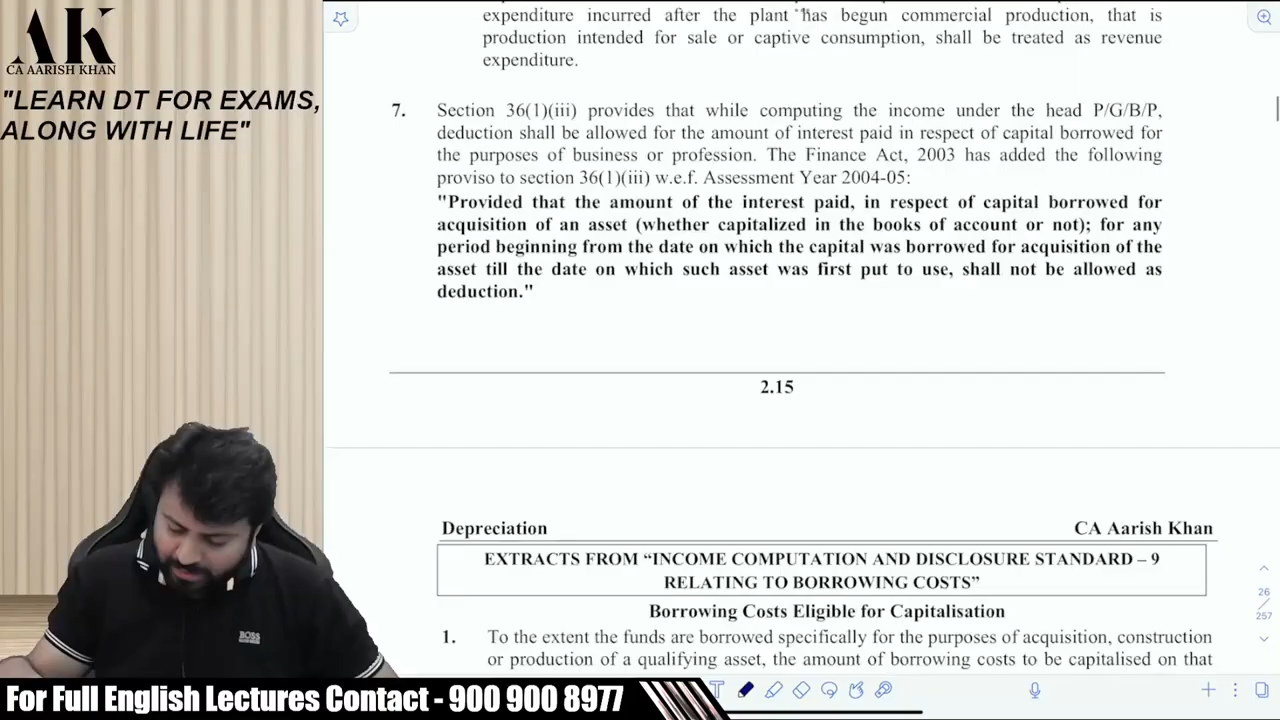 AK
CA AARISH KHAN
"LEARN DT FOR EXAMS,
ALONG WITH LIFE"
expenditure incurred after the plant has begun commercial production, that is
production intended for sale or captive consumption, shall be treated as revenue
expenditure.
7. Section 36(1)(iii) provides that while computing the income under the head P/G/B/P,
deduction shall be allowed for the amount of interest paid in respect of capital borrowed for
the purposes of business or profession. The Finance Act, 2003 has added the following
proviso to section 36(1)(iii) w.e.f. Assessment Year 2004-05:
"Provided that the amount of the interest paid, in respect of capital borrowed for
acquisition of an asset (whether capitalized in the books of account or not); for any
period beginning from the date on which the capital was borrowed for acquisition of the
asset till the date on which such asset was first put to use, shall not be allowed as
deduction."
2.15
Depreciation CA Aarish Khan
EXTRACTS FROM “INCOME COMPUTATION AND DISCLOSURE STANDARD – 9
RELATING TO BORROWING COSTS”
Borrowing Costs Eligible for Capitalisation
1. To the extent the funds are borrowed specifically for the purposes of acquisition, construction
or production of a qualifying asset, the amount of borrowing costs to be capitalised on that
26
257
BOSS
For Full English Lectures Contact - 900 900 8977